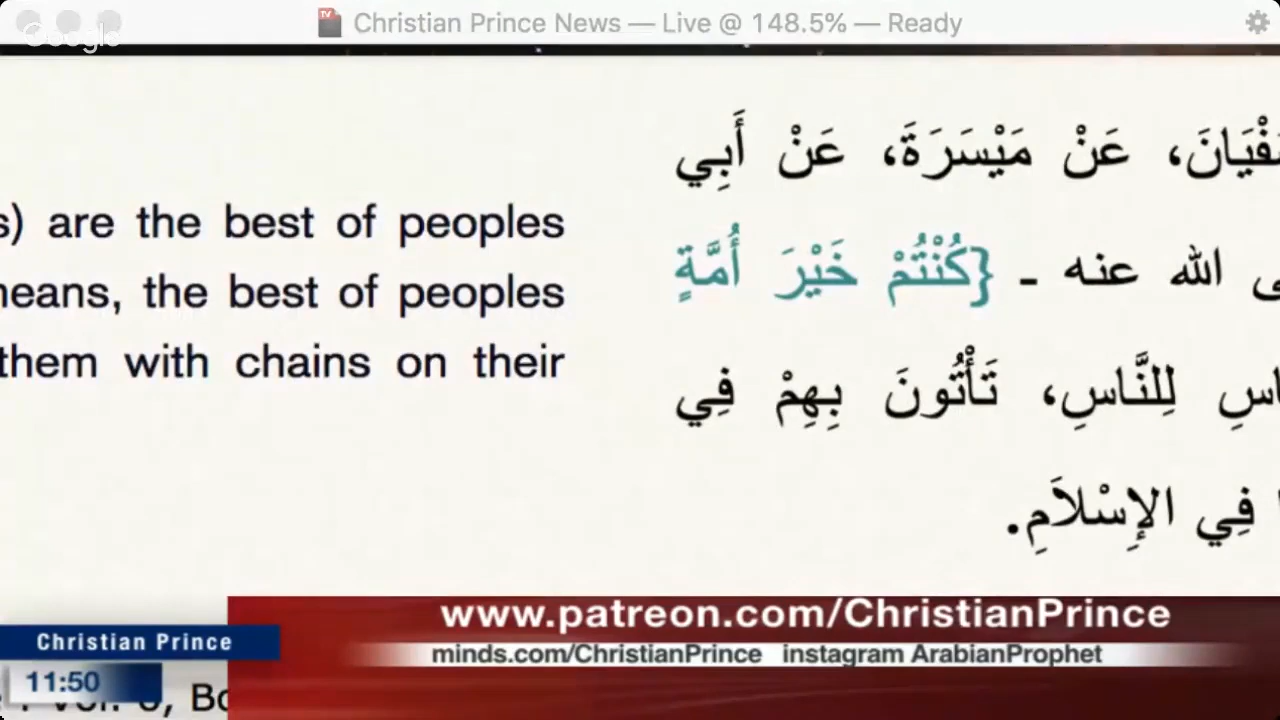 Christian Prince News — Live @ 148.5% — Ready
Google
عَنْ مَيْسَرَةَ، عَنْ أَبِي
s) are the best of peoples
الله عنه ـ {كُنْتُمْ خَيْرَ أُمَّةٍ
means, the best of peoples
them with chains on their
لِلنَّاسِ، تَأْتُونَ بِهِمْ فِي
فِي الإِسْلاَمِ.
www.patreon.com/ChristianPrince
Christian Prince
minds.com/ChristianPrince instagram ArabianProphet
11:50